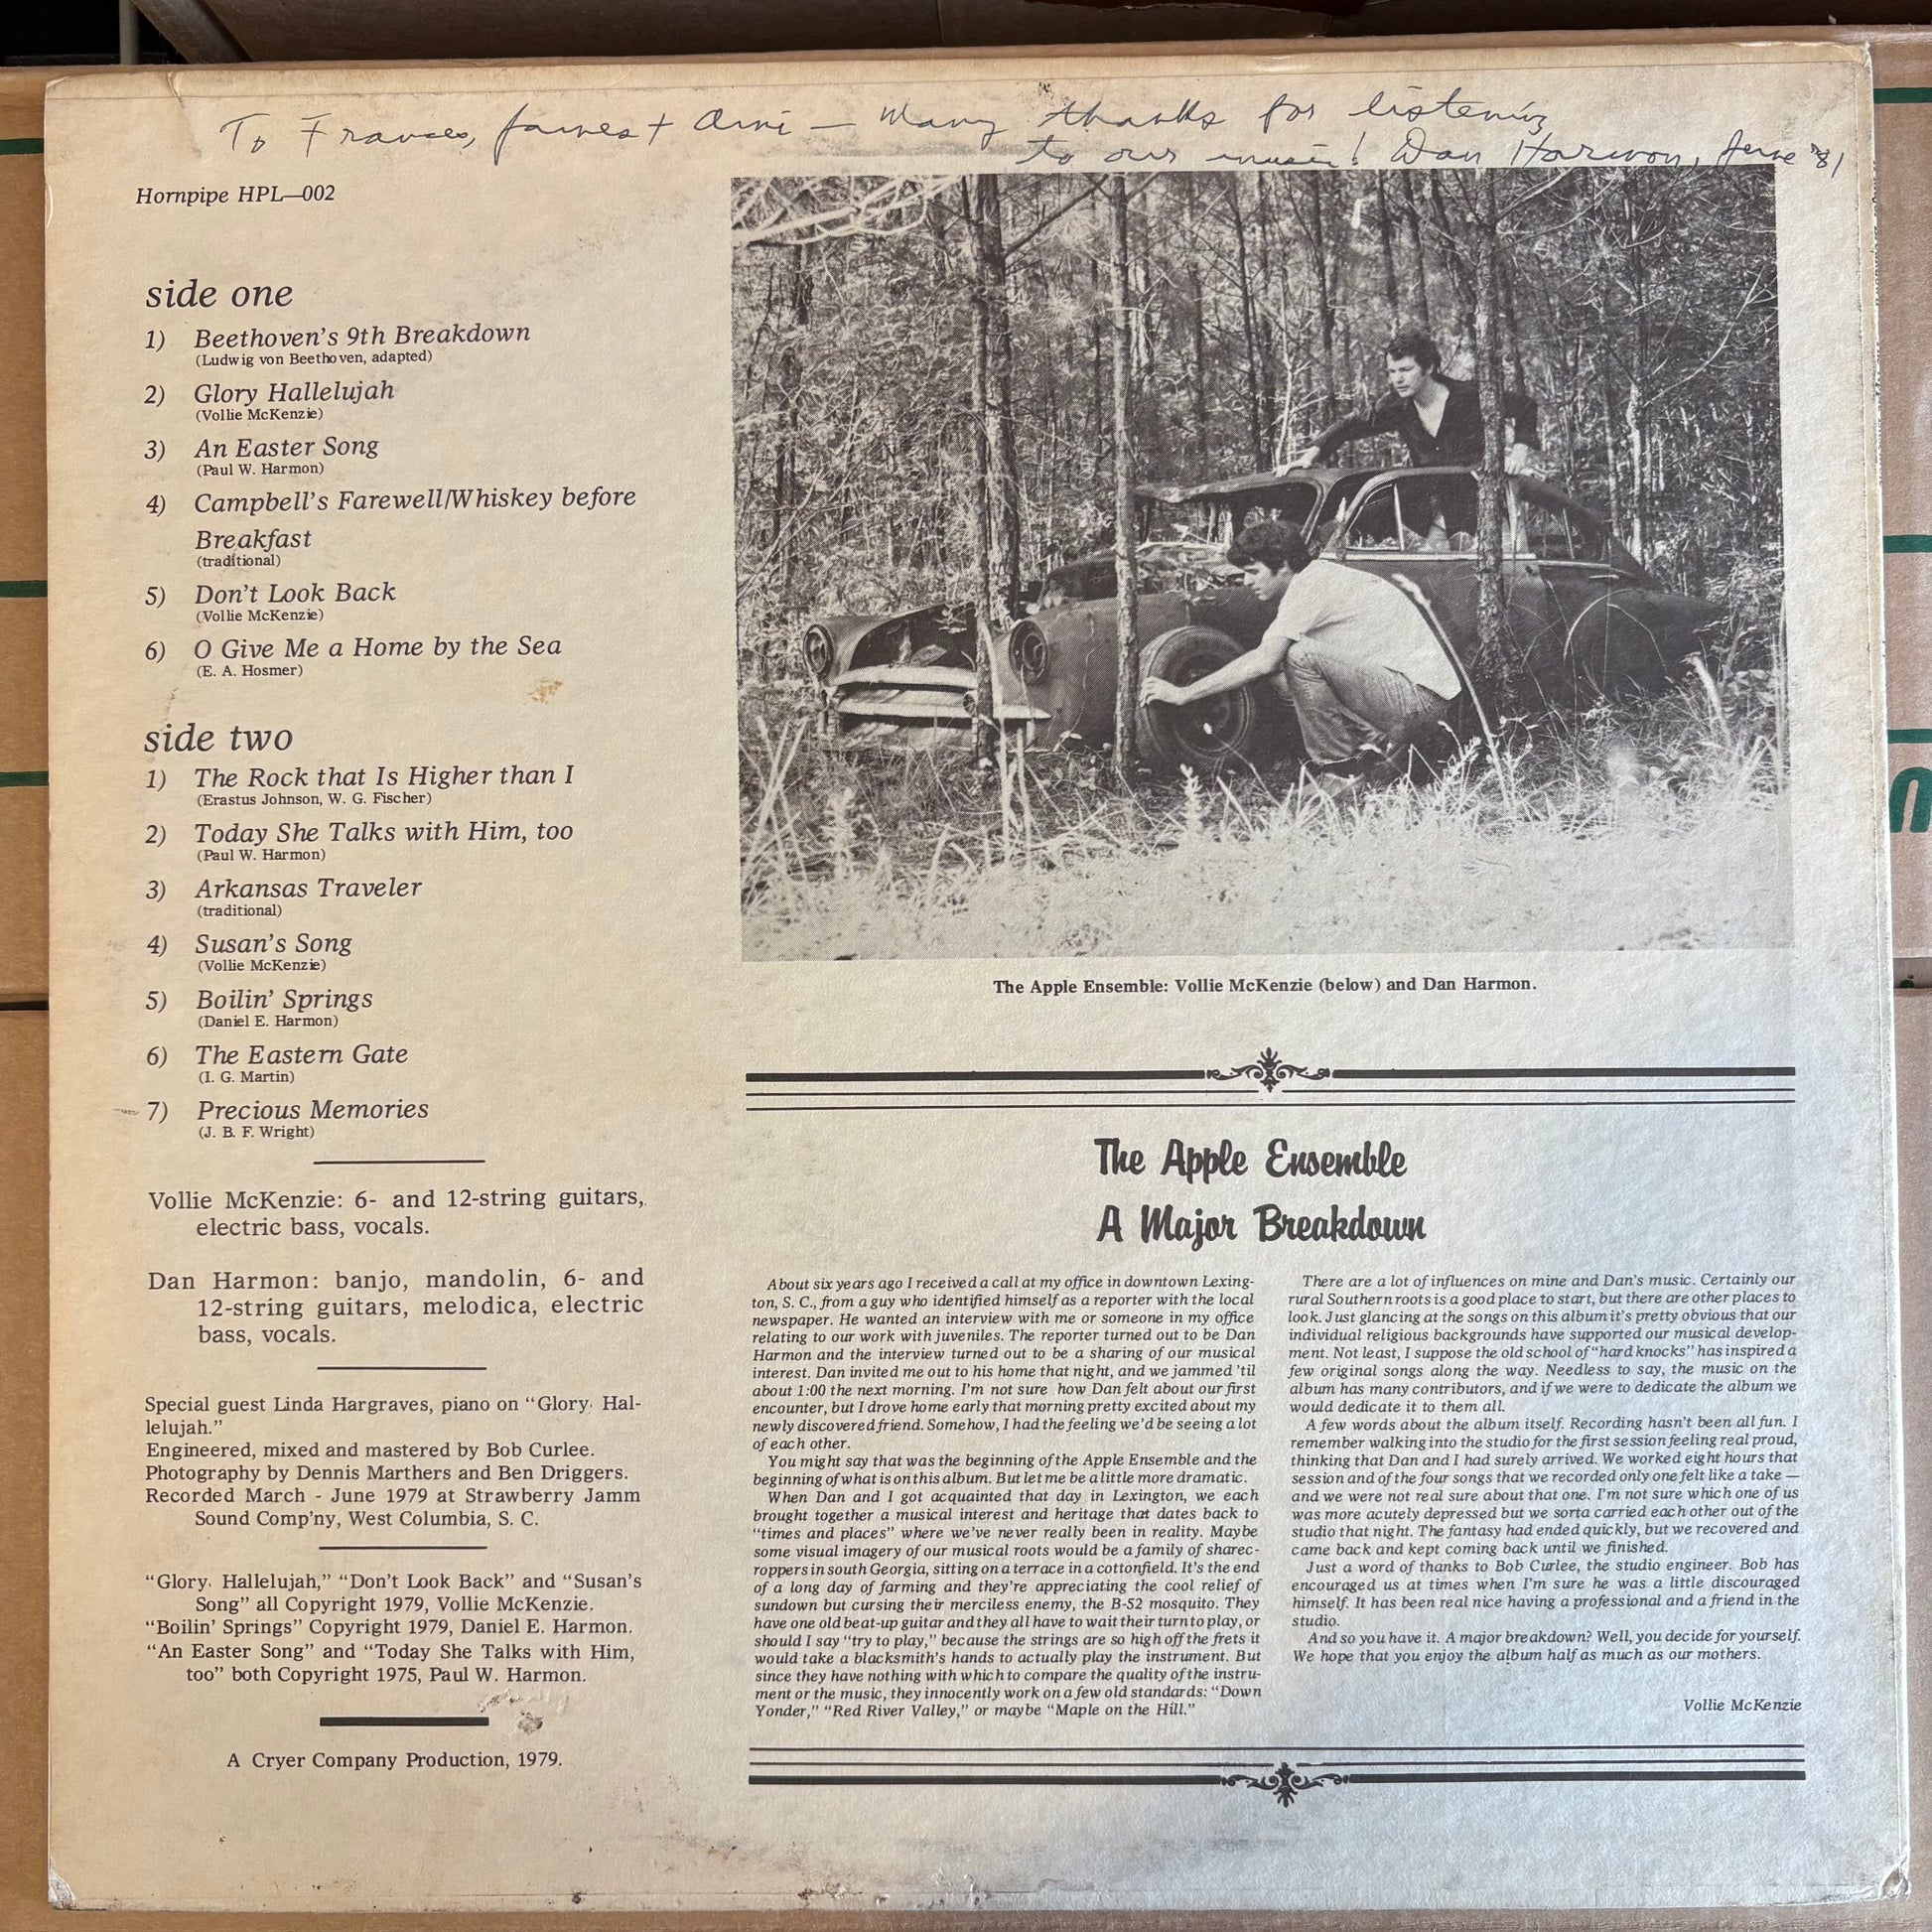 To Frances, James + Arni — Many thanks for listening
to our music! Dan Harmon, June '81
Hornpipe HPL—002
side one
1) Beethoven's 9th Breakdown
(Ludwig von Beethoven, adapted)
2) Glory Hallelujah
(Vollie McKenzie)
3) An Easter Song
(Paul W. Harmon)
4) Campbell's Farewell/Whiskey before
Breakfast
(traditional)
5) Don't Look Back
(Vollie McKenzie)
6) O Give Me a Home by the Sea
(E. A. Hosmer)
side two
1) The Rock that Is Higher than I
(Erastus Johnson, W. G. Fischer)
2) Today She Talks with Him, too
(Paul W. Harmon)
3) Arkansas Traveler
(traditional)
4) Susan's Song
(Vollie McKenzie)
5) Boilin' Springs
(Daniel E. Harmon)
6) The Eastern Gate
(I. G. Martin)
7) Precious Memories
(J. B. F. Wright)
Vollie McKenzie: 6- and 12-string guitars,
electric bass, vocals.
Dan Harmon: banjo, mandolin, 6- and
12-string guitars, melodica, electric
bass, vocals.
Special guest Linda Hargraves, piano on "Glory Hal-
lelujah."
Engineered, mixed and mastered by Bob Curlee.
Photography by Dennis Marthers and Ben Driggers.
Recorded March - June 1979 at Strawberry Jamm
Sound Comp'ny, West Columbia, S. C.
"Glory Hallelujah," "Don't Look Back" and "Susan's
Song" all Copyright 1979, Vollie McKenzie.
"Boilin' Springs" Copyright 1979, Daniel E. Harmon.
"An Easter Song" and "Today She Talks with Him,
too" both Copyright 1975, Paul W. Harmon.
A Cryer Company Production, 1979.
The Apple Ensemble: Vollie McKenzie (below) and Dan Harmon.
The Apple Ensemble
A Major Breakdown
About six years ago I received a call at my office in downtown Lexing-
ton, S. C., from a guy who identified himself as a reporter with the local
newspaper. He wanted an interview with me or someone in my office
relating to our work with juveniles. The reporter turned out to be Dan
Harmon and the interview turned out to be a sharing of our musical
interest. Dan invited me out to his home that night, and we jammed 'til
about 1:00 the next morning. I'm not sure how Dan felt about our first
encounter, but I drove home early that morning pretty excited about my
newly discovered friend. Somehow, I had the feeling we'd be seeing a lot
of each other.
You might say that was the beginning of the Apple Ensemble and the
beginning of what is on this album. But let me be a little more dramatic.
When Dan and I got acquainted that day in Lexington, we each
brought together a musical interest and heritage that dates back to
"times and places" where we've never really been in reality. Maybe
some visual imagery of our musical roots would be a family of sharec-
roppers in south Georgia, sitting on a terrace in a cottonfield. It's the end
of a long day of farming and they're appreciating the cool relief of
sundown but cursing their merciless enemy, the B-52 mosquito. They
have one old beat-up guitar and they all have to wait their turn to play, or
should I say "try to play," because the strings are so high off the frets it
would take a blacksmith's hands to actually play the instrument. But
since they have nothing with which to compare the quality of the instru-
ment or the music, they innocently work on a few old standards: "Down
Yonder," "Red River Valley," or maybe "Maple on the Hill."
There are a lot of influences on mine and Dan's music. Certainly our
rural Southern roots is a good place to start, but there are other places to
look. Just glancing at the songs on this album it's pretty obvious that our
individual religious backgrounds have supported our musical develop-
ment. Not least, I suppose the old school of "hard knocks" has inspired a
few original songs along the way. Needless to say, the music on the
album has many contributors, and if we were to dedicate the album we
would dedicate it to them all.
A few words about the album itself. Recording hasn't been all fun. I
remember walking into the studio for the first session feeling real proud,
thinking that Dan and I had surely arrived. We worked eight hours that
session and of the four songs that we recorded only one felt like a take —
and we were not real sure about that one. I'm not sure which one of us
was more acutely depressed but we sorta carried each other out of the
studio that night. The fantasy had ended quickly, but we recovered and
came back and kept coming back until we finished.
Just a word of thanks to Bob Curlee, the studio engineer. Bob has
encouraged us at times when I'm sure he was a little discouraged
himself. It has been real nice having a professional and a friend in the
studio.
And so you have it. A major breakdown? Well, you decide for yourself.
We hope that you enjoy the album half as much as our mothers.
Vollie McKenzie